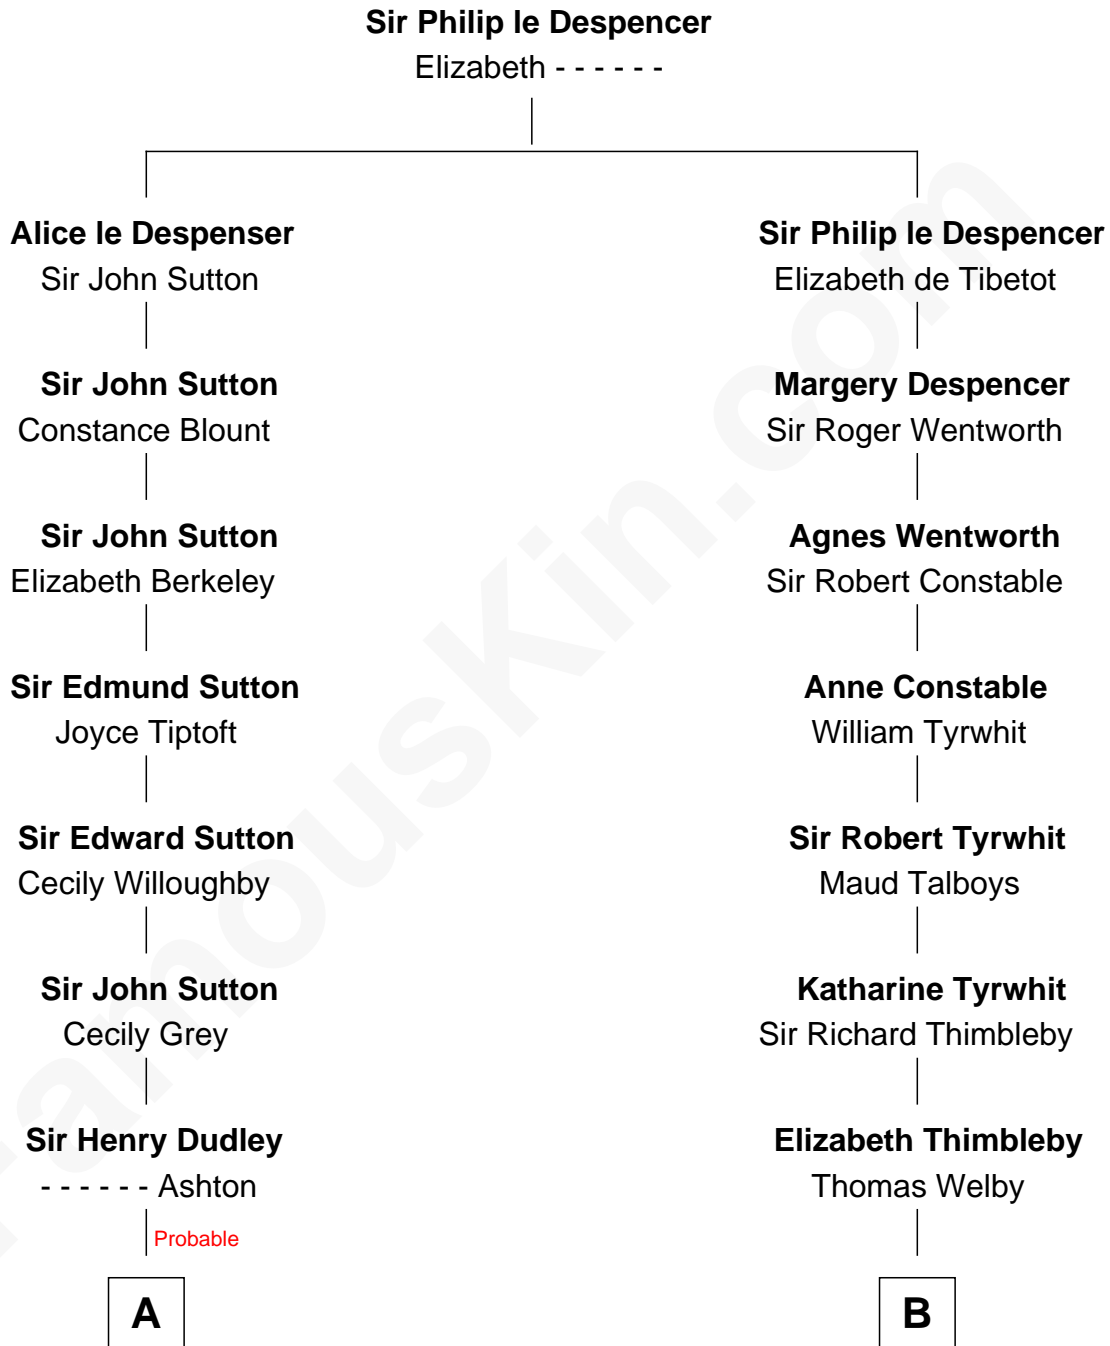 Sir Philip le Despencer
Elizabeth - - - - - -
Alice le Despenser
Sir John Sutton
Sir Philip le Despencer
Elizabeth de Tibetot
Sir John Sutton
Constance Blount
Margery Despencer
Sir Roger Wentworth
Sir John Sutton
Elizabeth Berkeley
Agnes Wentworth
Sir Robert Constable
Sir Edmund Sutton
Joyce Tiptoft
Anne Constable
William Tyrwhit
Sir Edward Sutton
Cecily Willoughby
Sir Robert Tyrwhit
Maud Talboys
Sir John Sutton
Cecily Grey
Katharine Tyrwhit
Sir Richard Thimbleby
Sir Henry Dudley
- - - - - - Ashton
Elizabeth Thimbleby
Thomas Welby
Probable
A
B
FamousKin.com